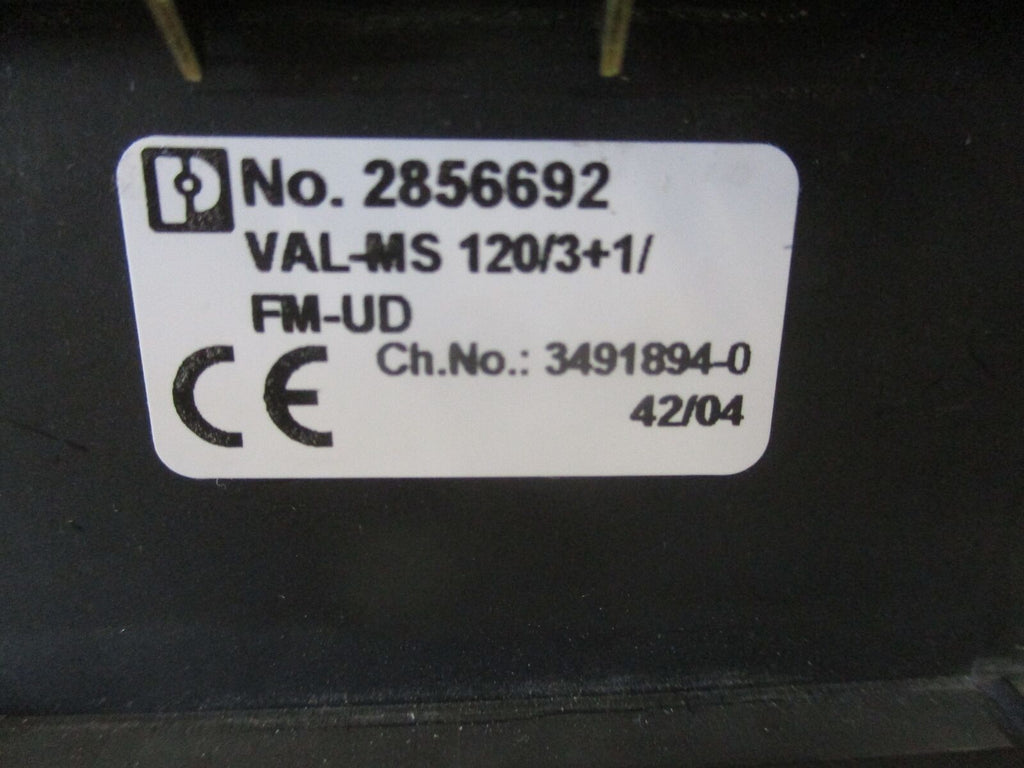 No. 2856692
VAL-MS 120/3+1/
FM-UD
CE
Ch.No.: 3491894-0
42/04